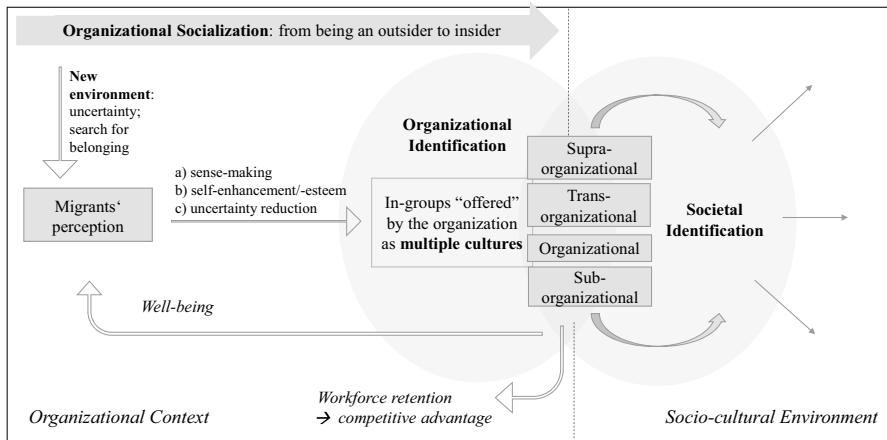 Organizational Socialization: from being an outsider to insider
New
environment:
uncertainty;
search for
belonging
Migrants‘
perception
a) sense-making
b) self-enhancement/-esteem
c) uncertainty reduction
Organizational
Identification
In-groups “offered”
by the organization
as multiple cultures
Supra-
organizational
Trans-
organizational
Organizational
Sub-
organizational
Societal
Identification
Well-being
Workforce retention
→ competitive advantage
Organizational Context
Socio-cultural Environment